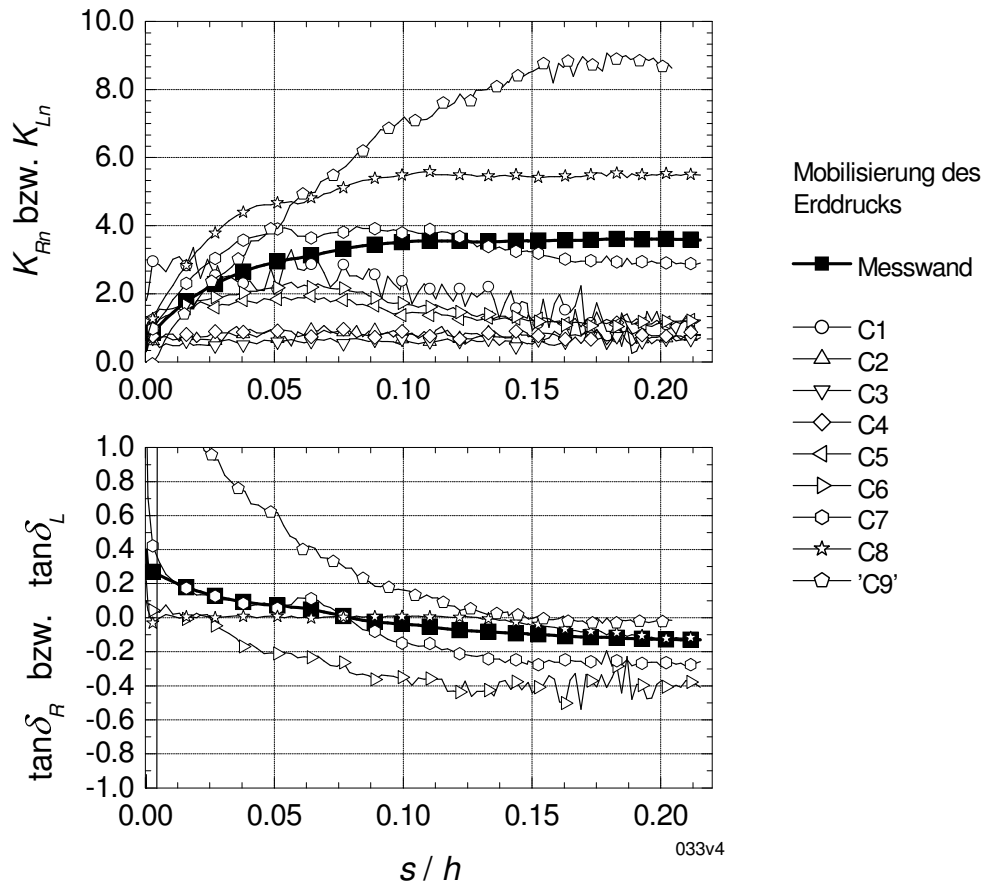 10.0
8.0
6.0
4.0
2.0
0.0
K_Rn bzw. K_Ln
0.00 0.05 0.10 0.15 0.20
1.0
0.8
0.6
0.4
0.2
0.0
-0.2
-0.4
-0.6
-0.8
-1.0
tanδ_R bzw. tanδ_L
0.00 0.05 0.10 0.15 0.20
s / h
033v4
Mobilisierung des
Erddrucks
Messwand
C1
C2
C3
C4
C5
C6
C7
C8
'C9'